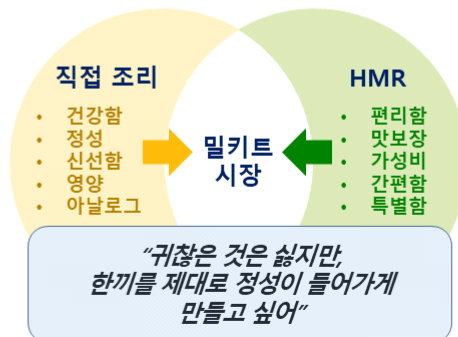 직접 조리
• 건강함
• 정성
• 신선함
• 영양
• 아날로그
밀키트
시장
HMR
• 편리함
• 맛보장
• 가성비
• 간편함
• 특별함
“귀찮은 것은 싫지만,
한끼를 제대로 정성이 들어가게
만들고 싶어”